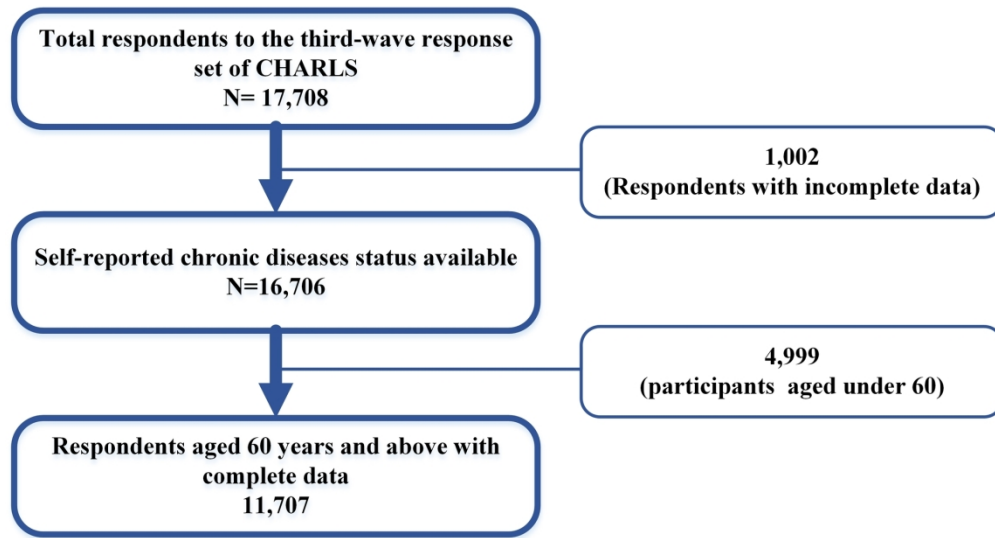 Total respondents to the third-wave response
set of CHARLS
N= 17,708
1,002
(Respondents with incomplete data)
Self-reported chronic diseases status available
N=16,706
4,999
(participants aged under 60)
Respondents aged 60 years and above with
complete data
11,707